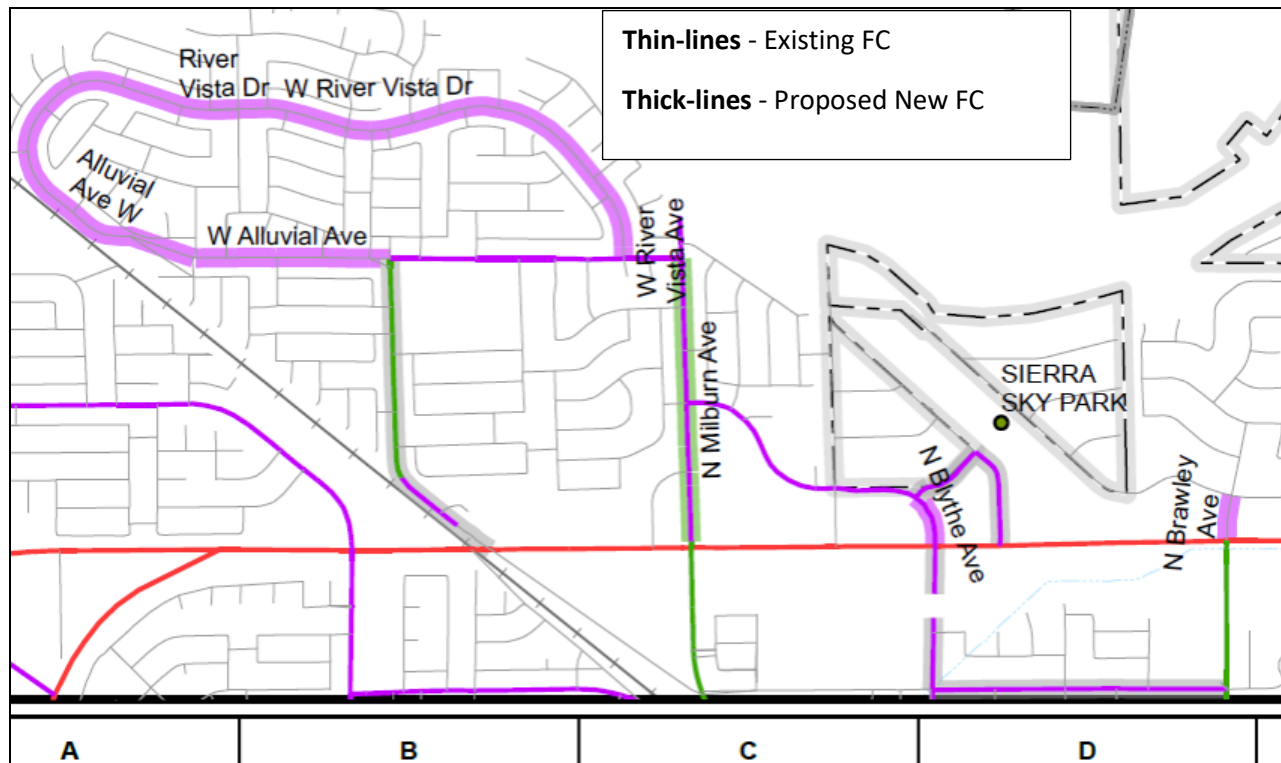 Thin-lines - Existing FC
Thick-lines - Proposed New FC
River
Vista Dr
W River Vista Dr
Alluvial
Ave W
W Alluvial Ave
W River
Vista Ave
N Milburn Ave
SIERRA
SKY PARK
N Blythe Ave
N Brawley
Ave
A
B
C
D